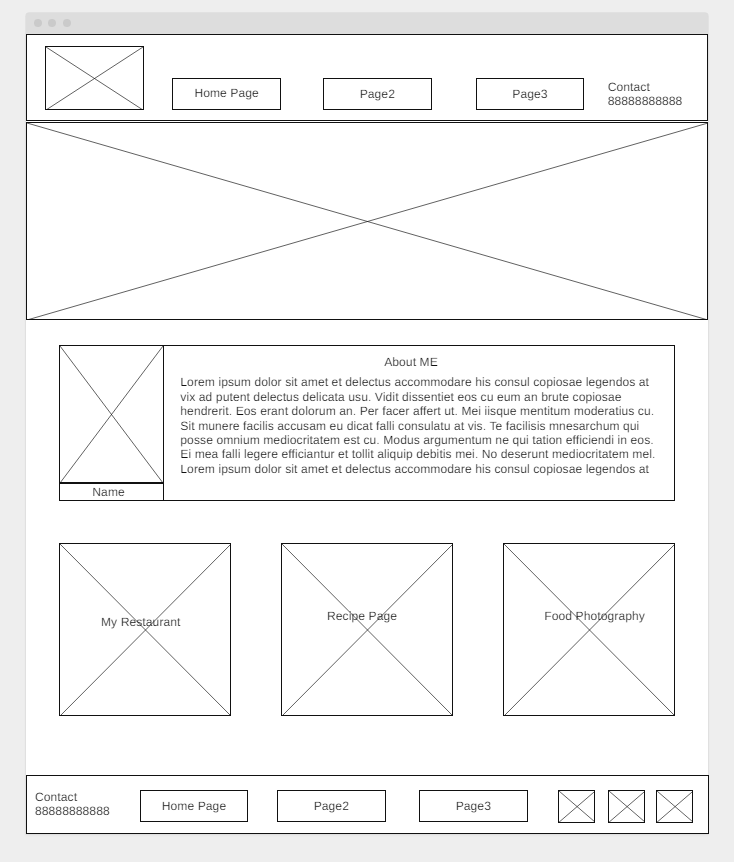 Home Page
Page2
Page3
Contact
88888888888
About ME
Lorem ipsum dolor sit amet et delectus accommodare his consul copiosae legendos at
vix ad putent delectus delicata usu. Vidit dissentiet eos cu eum an brute copiosae
hendrerit. Eos erant dolorum an. Per facer affert ut. Mei iisque mentitum moderatius cu.
Sit munere facilis accusam eu dicat falli consulatu at vis. Te facilisis mnesarchum qui
posse omnium mediocritatem est cu. Modus argumentum ne qui tation efficiendi in eos.
Ei mea falli legere efficiantur et tollit aliquip debitis mei. No deserunt mediocritatem mel.
Lorem ipsum dolor sit amet et delectus accommodare his consul copiosae legendos at
Name
My Restaurant
Recipe Page
Food Photography
Contact
88888888888
Home Page
Page2
Page3